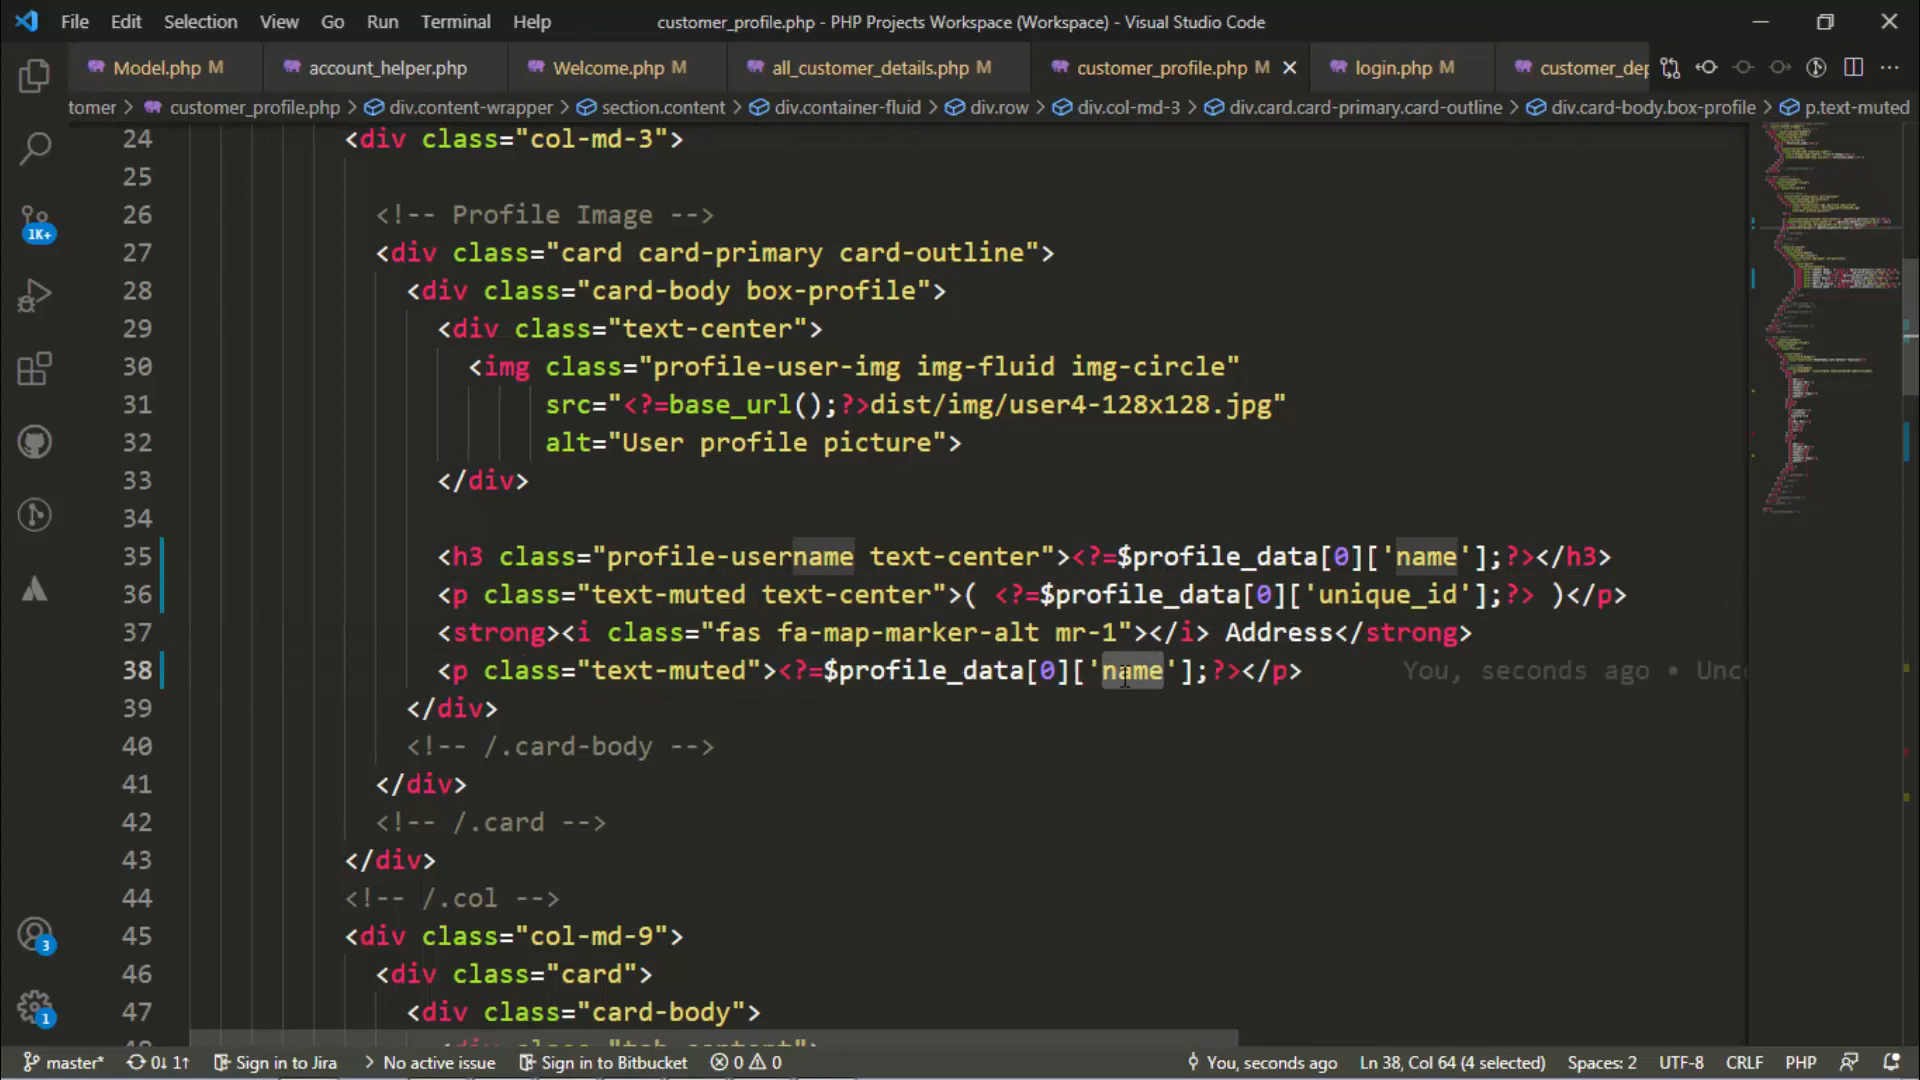 File Edit Selection View Go Run Terminal Help customer_profile.php - PHP Projects Workspace (Workspace) - Visual Studio Code
Model.php M account_helper.php Welcome.php M all_customer_details.php M customer_profile.php M login.php M customer_dep
tomer > customer_profile.php > div.content-wrapper > section.content > div.container-fluid > div.row > div.col-md-3 > div.card.card-primary.card-outline > div.card-body.box-profile > p.text-muted
24 <div class="col-md-3">
25
26 <!-- Profile Image -->
27 <div class="card card-primary card-outline">
28 <div class="card-body box-profile">
29 <div class="text-center">
30 <img class="profile-user-img img-fluid img-circle"
31 src="<?=base_url();?>dist/img/user4-128x128.jpg"
32 alt="User profile picture">
33 </div>
34
35 <h3 class="profile-username text-center"><?=$profile_data[0]['name'];?></h3>
36 <p class="text-muted text-center">( <?=$profile_data[0]['unique_id'];?> )</p>
37 <strong><i class="fas fa-map-marker-alt mr-1"></i> Address</strong>
38 <p class="text-muted"><?=$profile_data[0]['name'];?></p> You, seconds ago • Unco
39 </div>
40 <!-- /.card-body -->
41 </div>
42 <!-- /.card -->
43 </div>
44 <!-- /.col -->
45 <div class="col-md-9">
46 <div class="card">
47 <div class="card-body">
1K+
3
1
master* 0↓ 1↑ Sign in to Jira > No active issue Sign in to Bitbucket 0 0 You, seconds ago Ln 38, Col 64 (4 selected) Spaces: 2 UTF-8 CRLF PHP